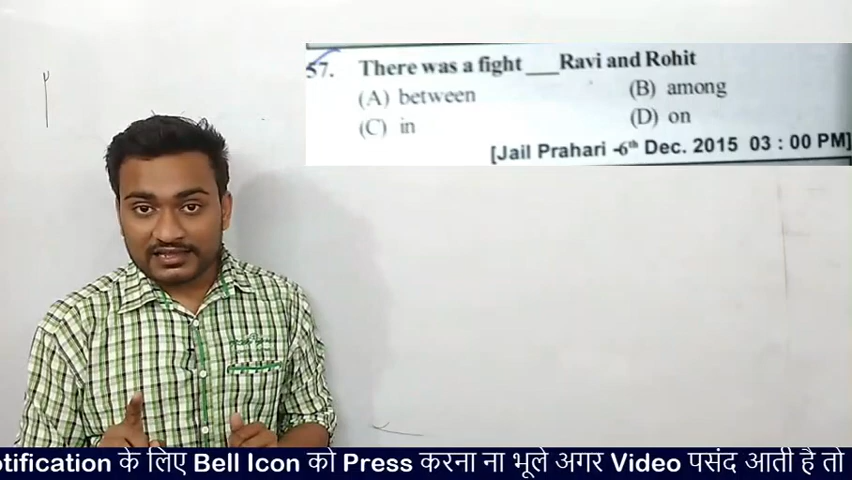 57. There was a fight ___ Ravi and Rohit
(A) between (B) among
(C) in (D) on
[Jail Prahari -6th Dec. 2015 03 : 00 PM]
otification के लिए Bell Icon को Press करना ना भूले अगर Video पसंद आती है तो